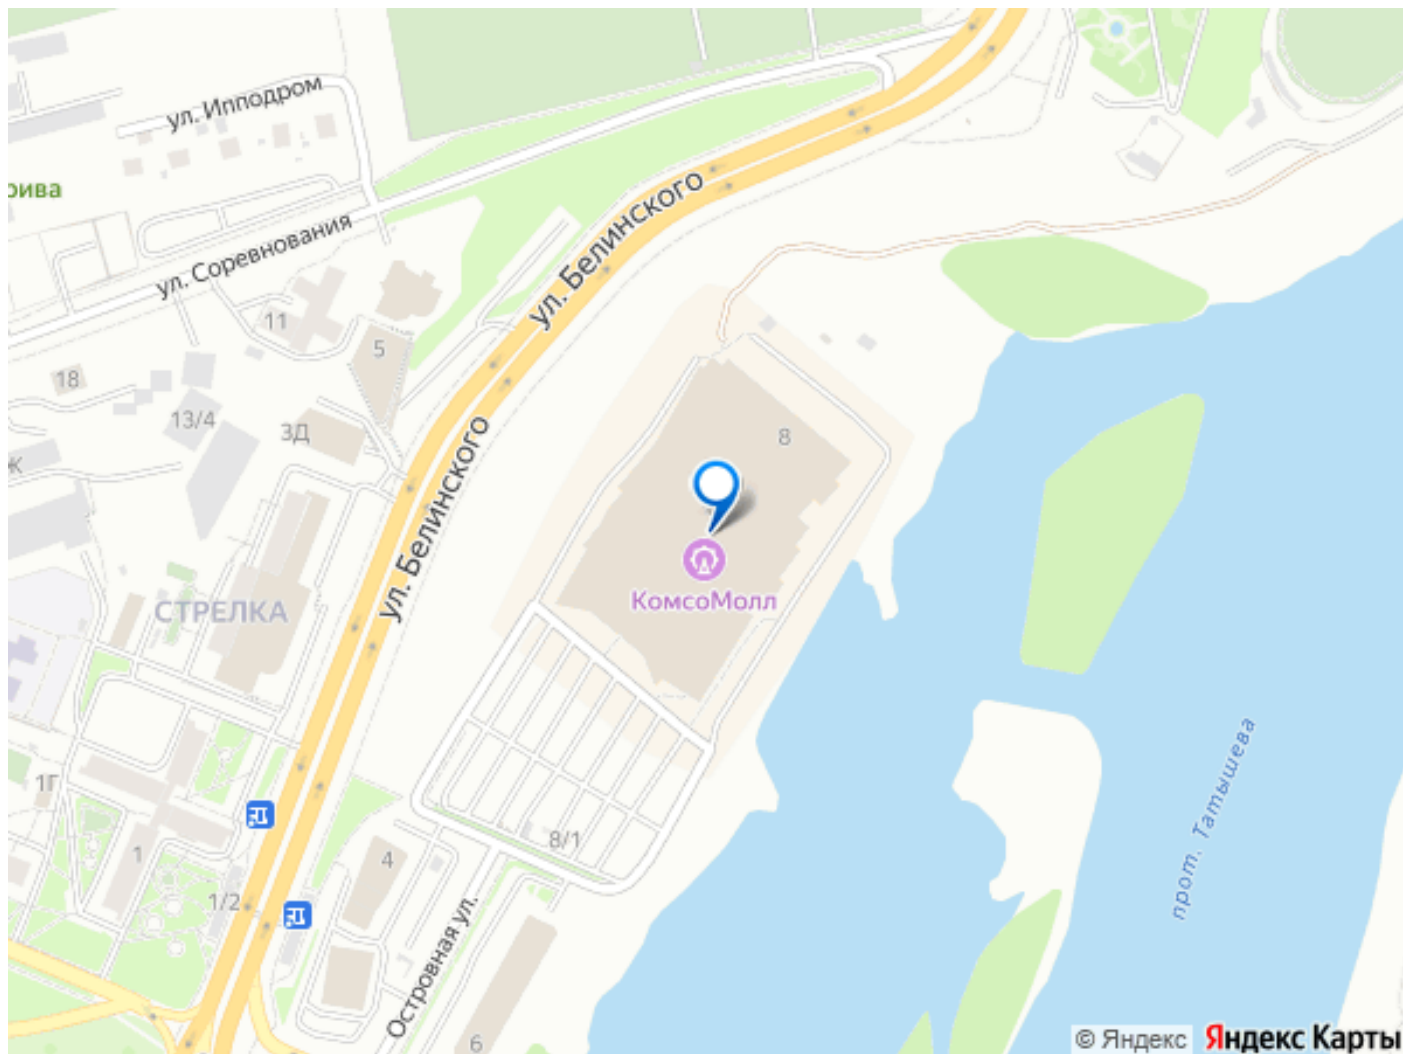 ул. Ипподром
рива
ул. Соревнования
ул. Белинского
11
5
18
13/4
3Д
Ж
8
ул. Белинского
КомсоМолл
СТРЕЛКА
1Г
прот. Татышева
8/1
4
1
1/2
Островная ул.
6
© Яндекс
Яндекс Карты